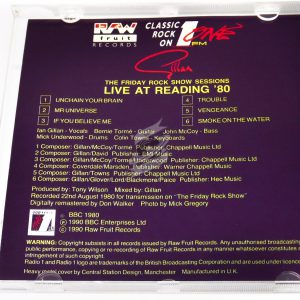 RAW
fruit
RECORDS
CLASSIC
ROCK
ON
1
ONE
FM
Gillan
THE FRIDAY ROCK SHOW SESSIONS
LIVE AT READING '80
1 UNCHAIN YOUR BRAIN
2 MR UNIVERSE
3 IF YOU BELIEVE ME
4 TROUBLE
5 VENGEANCE
6 SMOKE ON THE WATER
Ian Gillan - Vocals Bernie Tormé - Guitar John McCoy - Bass
Mick Underwood - Drums Colin Towns - Keyboards
1 Composer: Gillan/McCoy/Tormé Publisher: Chappell Music Ltd
2 Composer: Gillan/David Publisher: EMI Music
3 Composer: Gillan/McCoy/Tormé/Underwood Publisher: Chappell Music Ltd
4 Composer: Coverdale/Marsden Publisher: Warner Chappell Music Ltd
5 Composer: Gillan/Towns Publisher: Chappell Music Ltd
6 Composer: Gillan/Glover/Lord/Blackmore/Pace Publisher: Hec Music
Produced by: Tony Wilson Mixed by: Gillan
Recorded 22nd August 1980 for transmission on "The Friday Rock Show"
Digitally remastered by: Don Walker Photo by: Mick Gregory
© BBC 1980
℗ 1990 BBC Enterprises Ltd
© 1990 Raw Fruit Records
WARNING: Copyright subsists in all records issued by Raw Fruit Records. Any unauthorised broadcasting
public performance, copying or re-recording of Raw Fruit Records in any manner whatsoever will constitute
infringement of such copyright.
Radio 1 and Radio 1 logo are trademarks of the British Broadcasting Corporation and are used under licence
Heavy metal cover by Central Station Design, Manchester Manufactured in U.K.